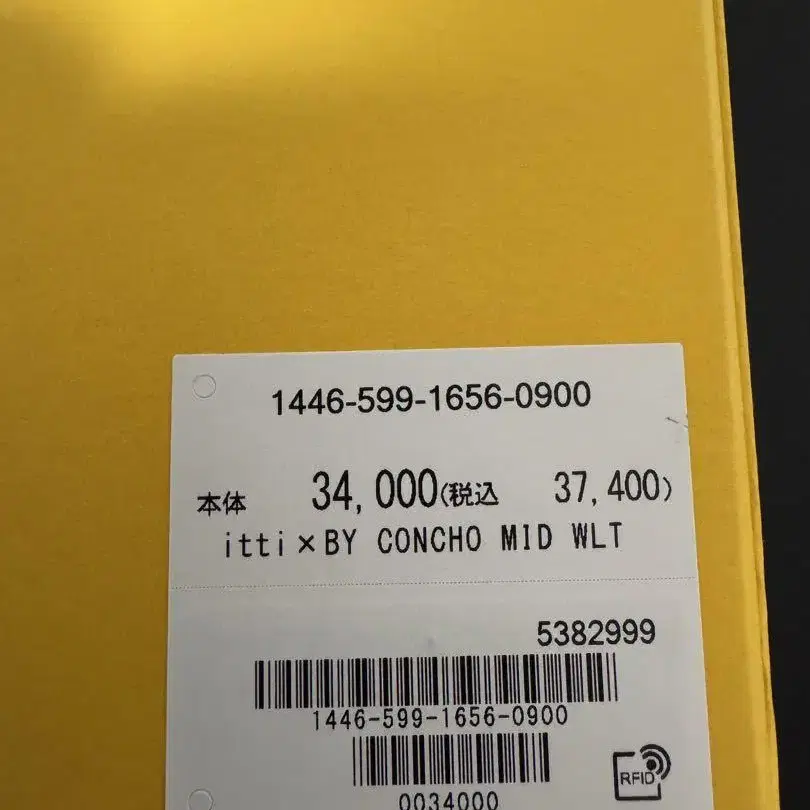 1446-599-1656-0900
本体 34,000(税込 37,400)
itti×BY CONCHO MID WLT
5382999
1446-599-1656-0900
0034000
RFID